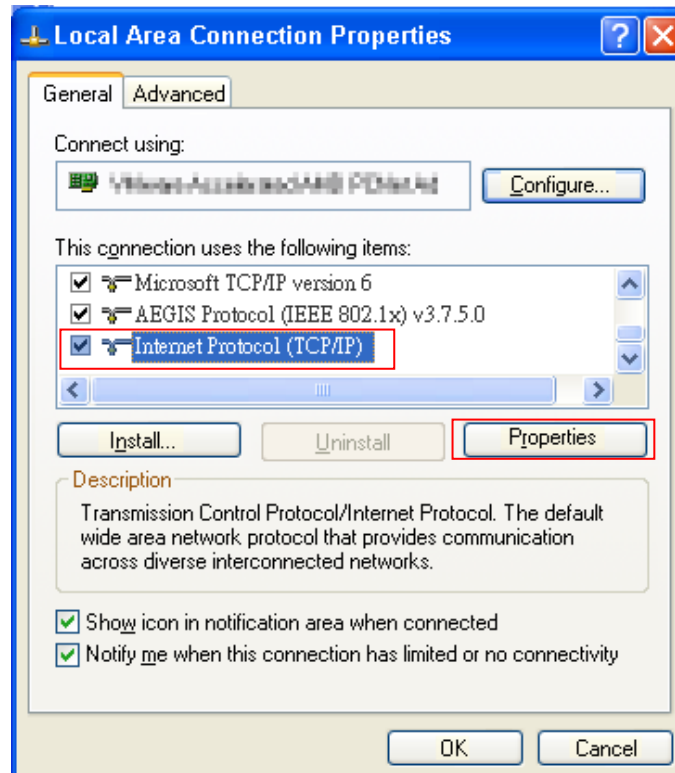 Local Area Connection Properties
General Advanced
Connect using:
Configure...
This connection uses the following items:
Microsoft TCP/IP version 6
AEGIS Protocol (IEEE 802.1x) v3.7.5.0
Internet Protocol (TCP/IP)
Install... Uninstall Properties
Description
Transmission Control Protocol/Internet Protocol. The default
wide area network protocol that provides communication
across diverse interconnected networks.
Show icon in notification area when connected
Notify me when this connection has limited or no connectivity
OK Cancel